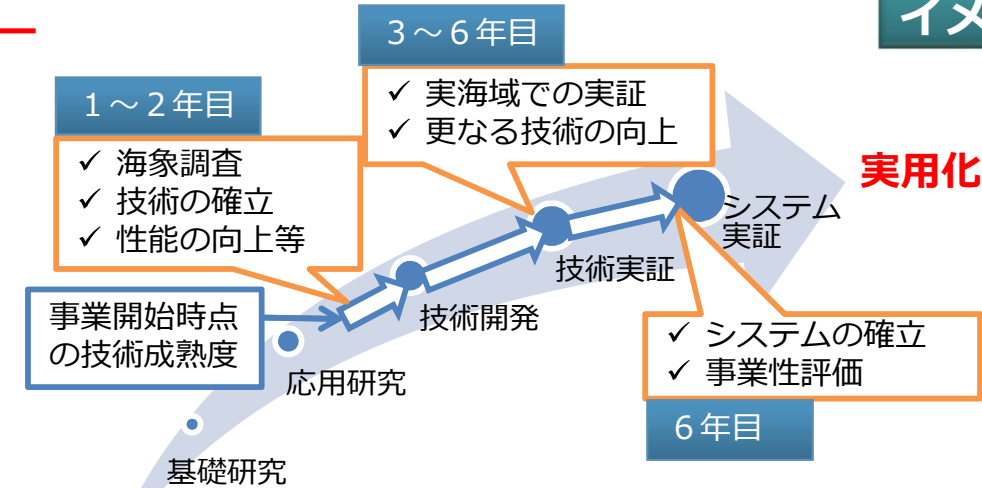 イメ
3～6年目
✓ 実海域での実証
✓ 更なる技術の向上
1～2年目
✓ 海象調査
✓ 技術の確立
✓ 性能の向上等
実用化
システム
実証
技術実証
技術開発
事業開始時点
の技術成熟度
応用研究
基礎研究
✓ システムの確立
✓ 事業性評価
6年目